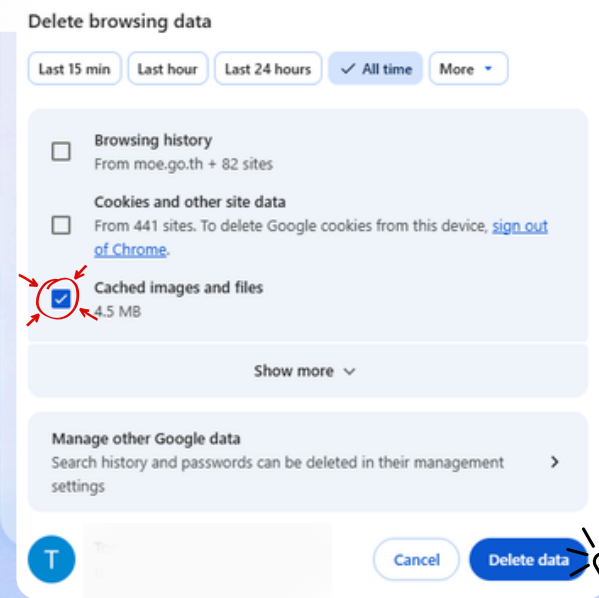 Delete browsing data
Last 15 min
Last hour
Last 24 hours
All time
More
Browsing history
From moe.go.th + 82 sites
Cookies and other site data
From 441 sites. To delete Google cookies from this device, sign out
of Chrome.
Cached images and files
4.5 MB
Show more
Manage other Google data
Search history and passwords can be deleted in their management
settings
T
Cancel
Delete data